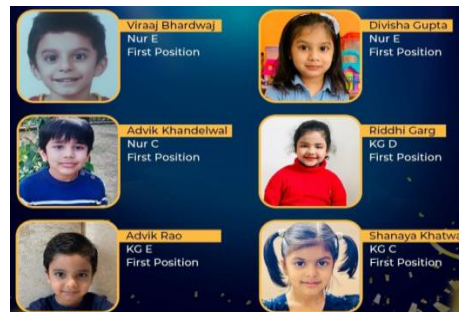 Viraaj Bhardwaj
Nur E
First Position
Divisha Gupta
Nur E
First Position
Advik Khandelwal
Nur C
First Position
Riddhi Garg
KG D
First Position
Advik Rao
KG E
First Position
Shanaya Khatwa
KG C
First Position